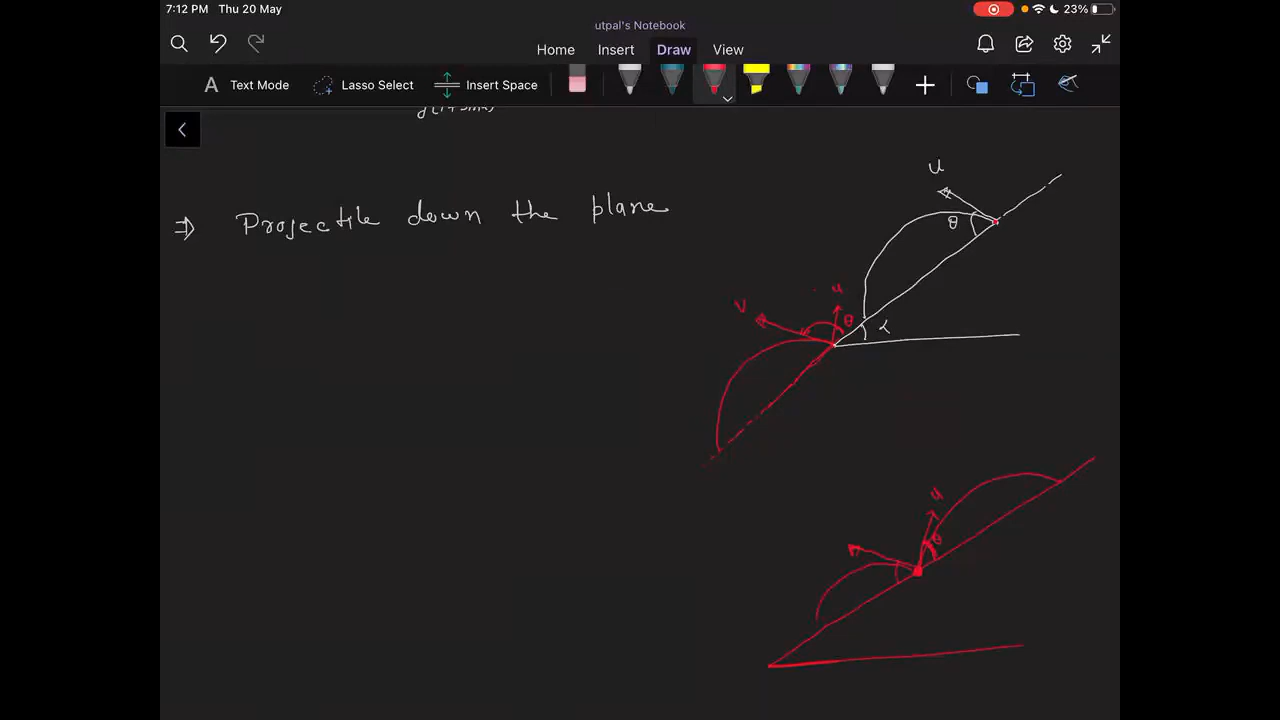 7:12 PM Thu 20 May 23%
utpal's Notebook
Home Insert Draw View
A Text Mode Lasso Select Insert Space
⇒ Projectile down the plane
u
θ
α
V
u
θ
u
θ